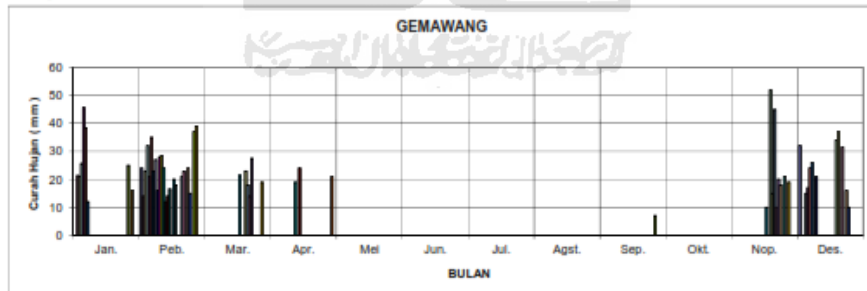 GEMAWANG
Curah Hujan ( mm )
60
50
40
30
20
10
0
Jan. Peb. Mar. Apr. Mei Jun. Jul. Agst. Sep. Okt. Nop. Des.
BULAN